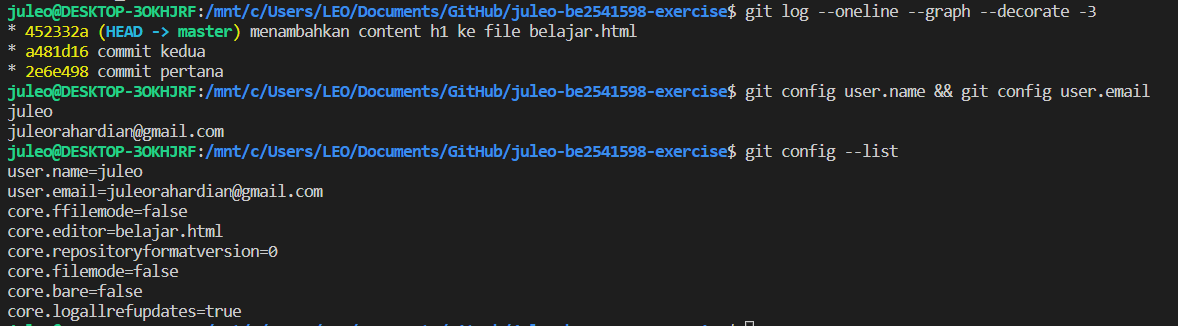 juleo@DESKTOP-3OKHJRF:/mnt/c/Users/LEO/Documents/GitHub/juleo-be2541598-exercise$ git log --oneline --graph --decorate -3
* 452332a (HEAD -> master) menambahkan content h1 ke file belajar.html
* a481d16 commit kedua
* 2e6e498 commit pertana
juleo@DESKTOP-3OKHJRF:/mnt/c/Users/LEO/Documents/GitHub/juleo-be2541598-exercise$ git config user.name && git config user.email
juleo
juleorahardian@gmail.com
juleo@DESKTOP-3OKHJRF:/mnt/c/Users/LEO/Documents/GitHub/juleo-be2541598-exercise$ git config --list
user.name=juleo
user.email=juleorahardian@gmail.com
core.ffilemode=false
core.editor=belajar.html
core.repositoryformatversion=0
core.filemode=false
core.bare=false
core.logallrefupdates=true